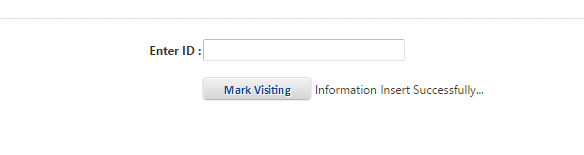 Enter ID :
Mark Visiting Information Insert Successfully...